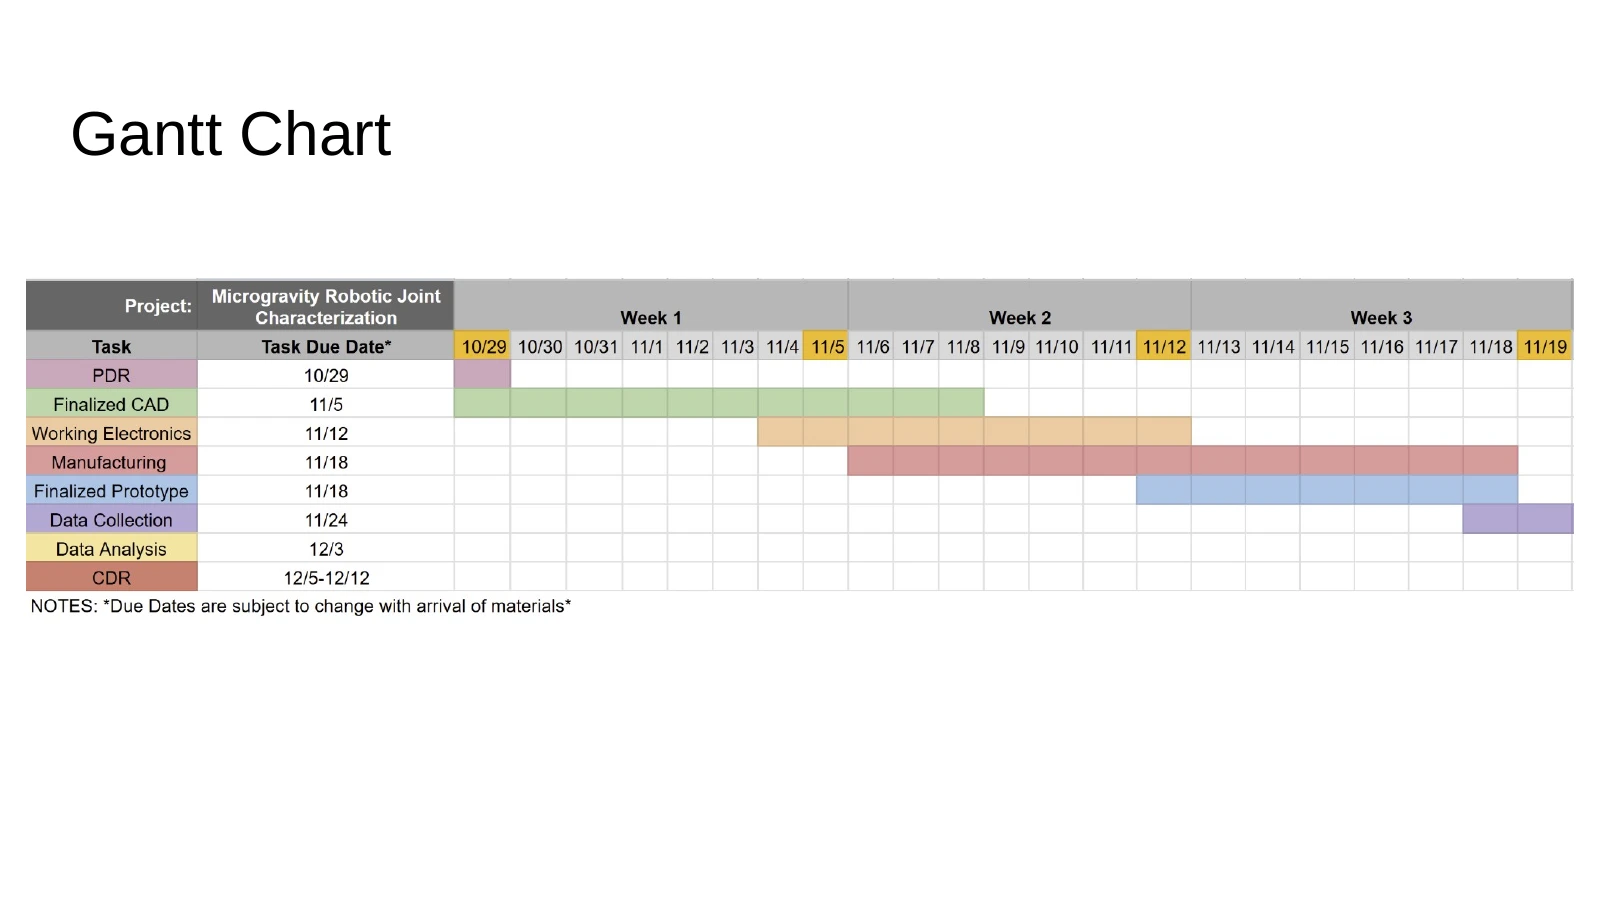 Gantt Chart
Project: Microgravity Robotic Joint Characterization Week 1 Week 2 Week 3
Task Task Due Date* 10/29 10/30 10/31 11/1 11/2 11/3 11/4 11/5 11/6 11/7 11/8 11/9 11/10 11/11 11/12 11/13 11/14 11/15 11/16 11/17 11/18 11/19
PDR 10/29
Finalized CAD 11/5
Working Electronics 11/12
Manufacturing 11/18
Finalized Prototype 11/18
Data Collection 11/24
Data Analysis 12/3
CDR 12/5-12/12
NOTES: *Due Dates are subject to change with arrival of materials*